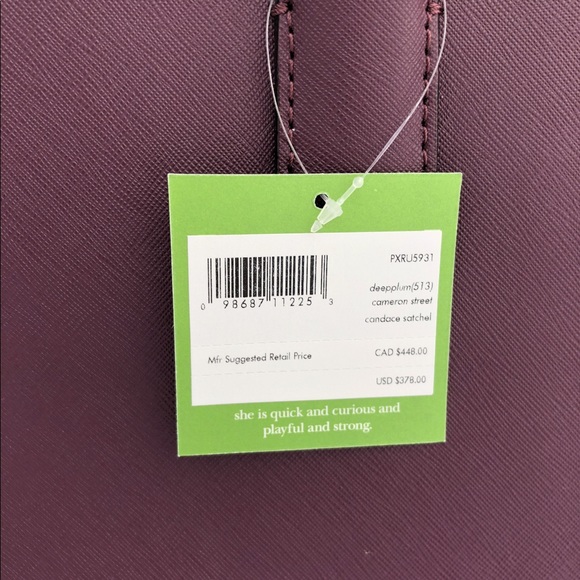 PXRU5931
0 98687 11225 3
deepplum(513)
cameron street
candace satchel
Mfr Suggested Retail Price CAD $448.00
USD $378.00
she is quick and curious and
playful and strong.